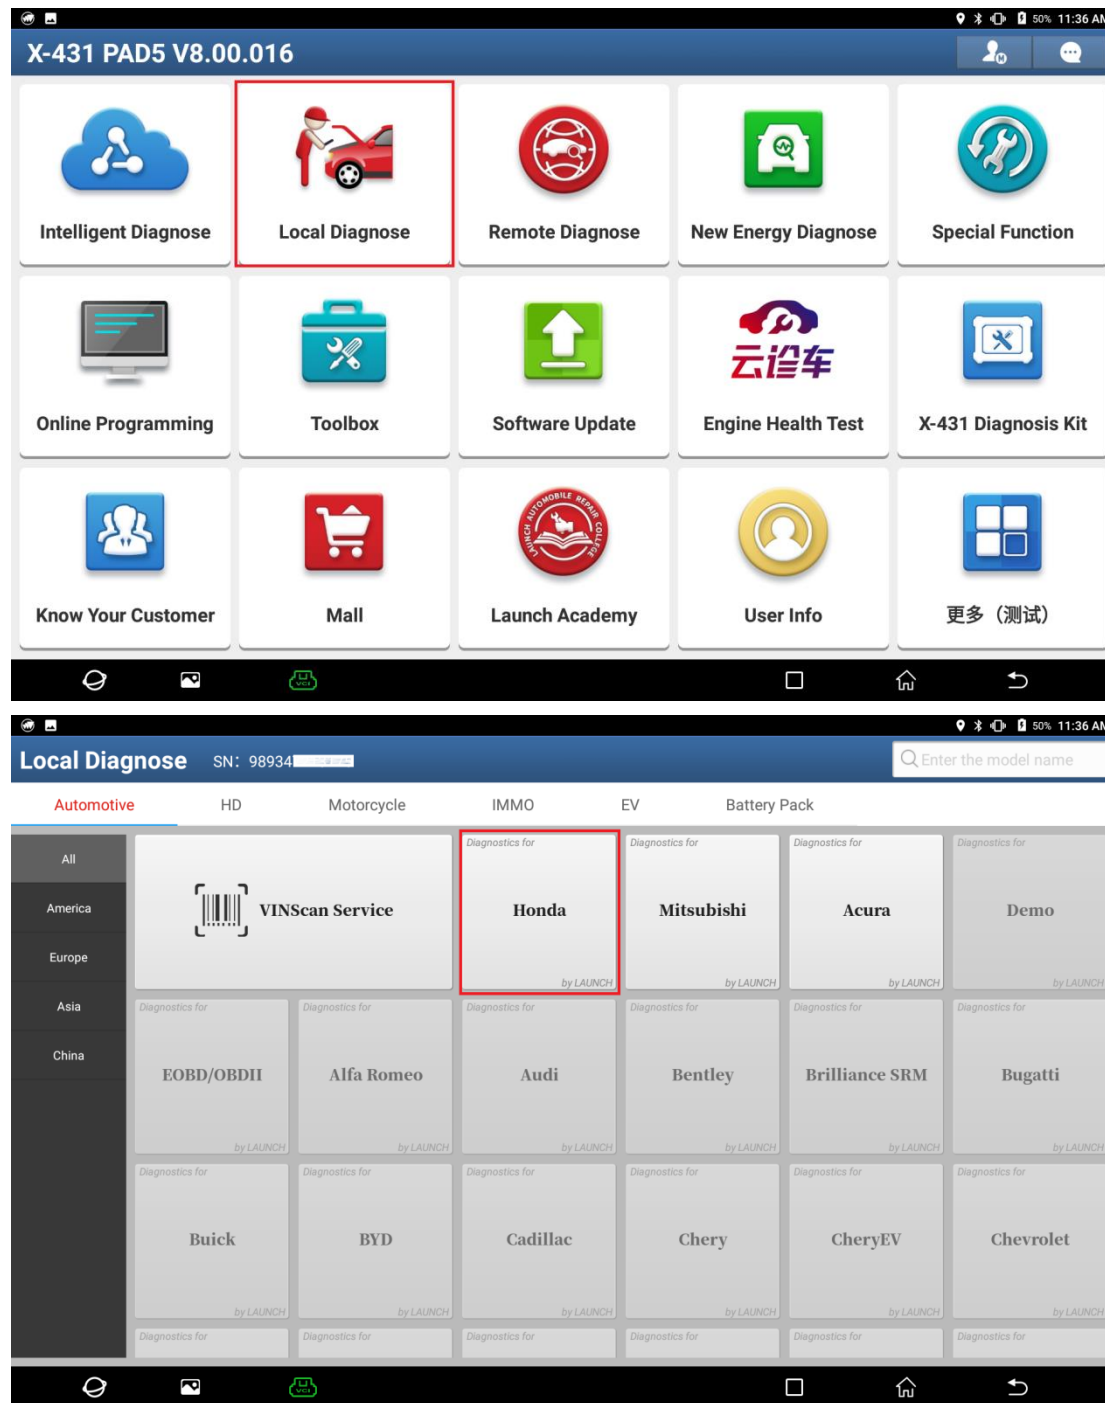 50% 11:36 AM
X-431 PAD5 V8.00.016
Intelligent Diagnose
Local Diagnose
Remote Diagnose
New Energy Diagnose
Special Function
云诊车
Online Programming
Toolbox
Software Update
Engine Health Test
X-431 Diagnosis Kit
LAUNCH AUTOMOBILE REPAIR COLLEGE
Know Your Customer
Mall
Launch Academy
User Info
更多（测试）
VCI
50% 11:36 AM
Local Diagnose SN: 98934
Enter the model name
Automotive HD Motorcycle IMMO EV Battery Pack
All
America
Europe
Asia
China
VINScan Service
Diagnostics for
Honda
by LAUNCH
Diagnostics for
Mitsubishi
by LAUNCH
Diagnostics for
Acura
by LAUNCH
Diagnostics for
Demo
by LAUNCH
Diagnostics for
EOBD/OBDII
by LAUNCH
Diagnostics for
Alfa Romeo
by LAUNCH
Diagnostics for
Audi
by LAUNCH
Diagnostics for
Bentley
by LAUNCH
Diagnostics for
Brilliance SRM
by LAUNCH
Diagnostics for
Bugatti
by LAUNCH
Diagnostics for
Buick
by LAUNCH
Diagnostics for
BYD
by LAUNCH
Diagnostics for
Cadillac
by LAUNCH
Diagnostics for
Chery
by LAUNCH
Diagnostics for
CheryEV
by LAUNCH
Diagnostics for
Chevrolet
by LAUNCH
Diagnostics for
Diagnostics for
Diagnostics for
Diagnostics for
Diagnostics for
Diagnostics for
VCI